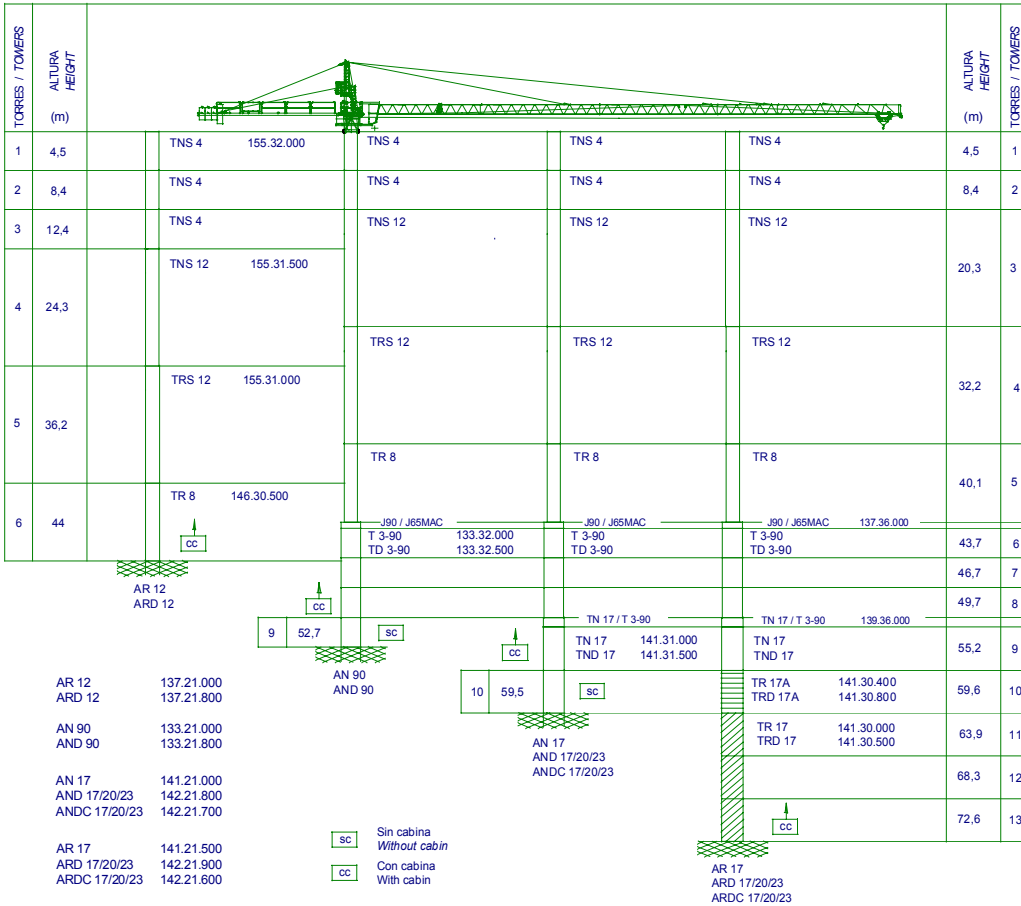 TORRES / TOWERS
ALTURA
HEIGHT
(m)
ALTURA
HEIGHT
(m)
TORRES / TOWERS
1 4,5 TNS 4 155.32.000 TNS 4 TNS 4 TNS 4 4,5 1
2 8,4 TNS 4 TNS 4 TNS 4 TNS 4 8,4 2
3 12,4 TNS 4 TNS 12 TNS 12 TNS 12
TNS 12 155.31.500 20,3 3
4 24,3
TRS 12 TRS 12 TRS 12
TRS 12 155.31.000 32,2 4
5 36,2
TR 8 TR 8 TR 8
TR 8 146.30.500 40,1 5
6 44
J90 / J65MAC J90 / J65MAC J90 / J65MAC 137.36.000
cc
T 3-90 133.32.000 T 3-90 T 3-90 43,7 6
TD 3-90 133.32.500 TD 3-90 TD 3-90
46,7 7
AR 12
ARD 12
cc
49,7 8
TN 17 / T 3-90 TN 17 / T 3-90 139.36.000
9 52,7 sc
cc
TN 17 141.31.000 TN 17 55,2 9
TND 17 141.31.500 TND 17
AN 90
AND 90
10 59,5 sc
TR 17A 141.30.400 59,6 10
TRD 17A 141.30.800
TR 17 141.30.000 63,9 11
TRD 17 141.30.500
AN 17
AND 17/20/23
ANDC 17/20/23
68,3 12
cc
72,6 13
AR 12 137.21.000
ARD 12 137.21.800
AN 90 133.21.000
AND 90 133.21.800
AN 17 141.21.000
AND 17/20/23 142.21.800
ANDC 17/20/23 142.21.700
AR 17 141.21.500
ARD 17/20/23 142.21.900
ARDC 17/20/23 142.21.600
sc Sin cabina
Without cabin
cc Con cabina
With cabin
AR 17
ARD 17/20/23
ARDC 17/20/23